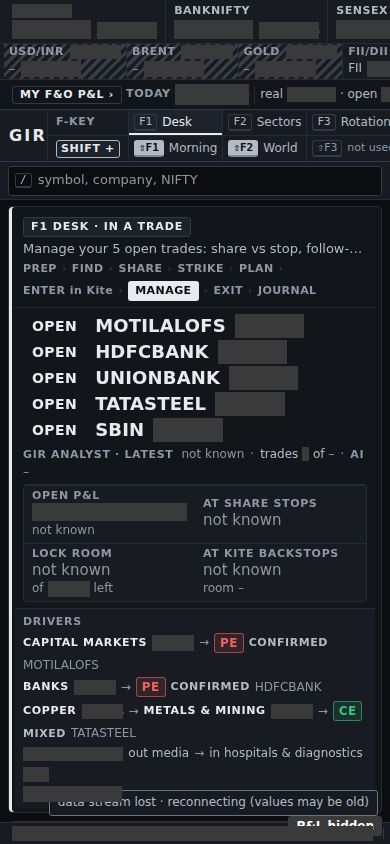 BANKNIFTY SENSEX
USD/INR BRENT GOLD FII/DII
– – – FII
MY F&O P&L › TODAY real · open
GIR F-KEY F1 Desk F2 Sectors F3 Rotation
SHIFT + ⇧F1 Morning ⇧F2 World ⇧F3 not used
/ symbol, company, NIFTY
F1 DESK · IN A TRADE
Manage your 5 open trades: share vs stop, follow-...
PREP › FIND › SHARE › STRIKE › PLAN ›
ENTER in Kite › MANAGE › EXIT › JOURNAL
OPEN MOTILALOFS
OPEN HDFCBANK
OPEN UNIONBANK
OPEN TATASTEEL
OPEN SBIN
GIR ANALYST · LATEST not known · trades of – · AI
–
OPEN P&L
not known
AT SHARE STOPS
not known
LOCK ROOM
not known
of left
AT KITE BACKSTOPS
not known
room –
DRIVERS
CAPITAL MARKETS → PE CONFIRMED
MOTILALOFS
BANKS → PE CONFIRMED HDFCBANK
COPPER → METALS & MINING → CE
MIXED TATASTEEL
out media → in hospitals & diagnostics
data stream lost · reconnecting (values may be old)
P&L hidden